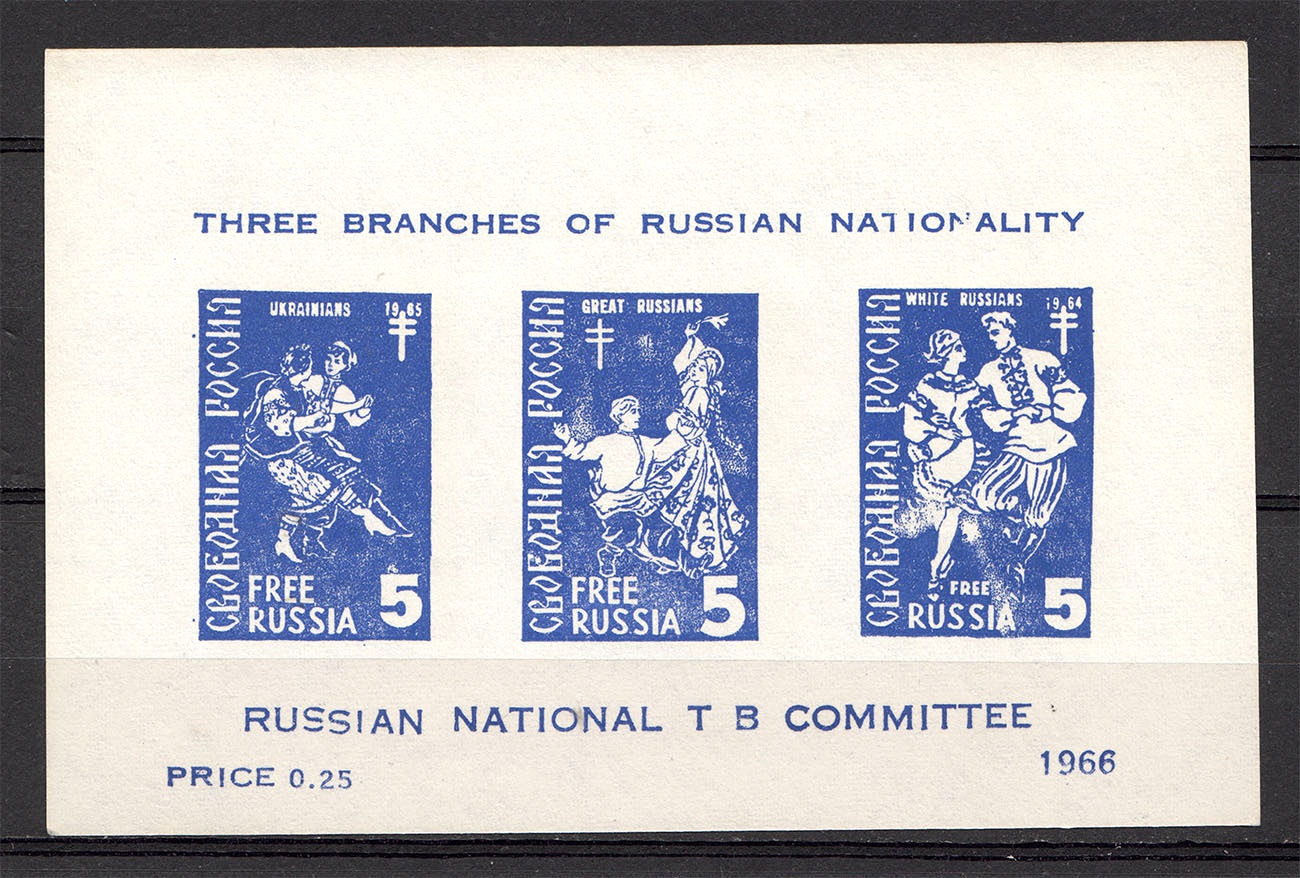 THREE BRANCHES OF RUSSIAN NATIONALITY
СВОБОДНАЯ РОССИЯ
UKRAINIANS 1965
FREE
RUSSIA 5
СВОБОДНАЯ РОССИЯ
GREAT RUSSIANS
FREE
RUSSIA 5
СВОБОДНАЯ РОССИЯ
WHITE RUSSIANS 1964
FREE
RUSSIA 5
RUSSIAN NATIONAL T B COMMITTEE
1966
PRICE 0.25